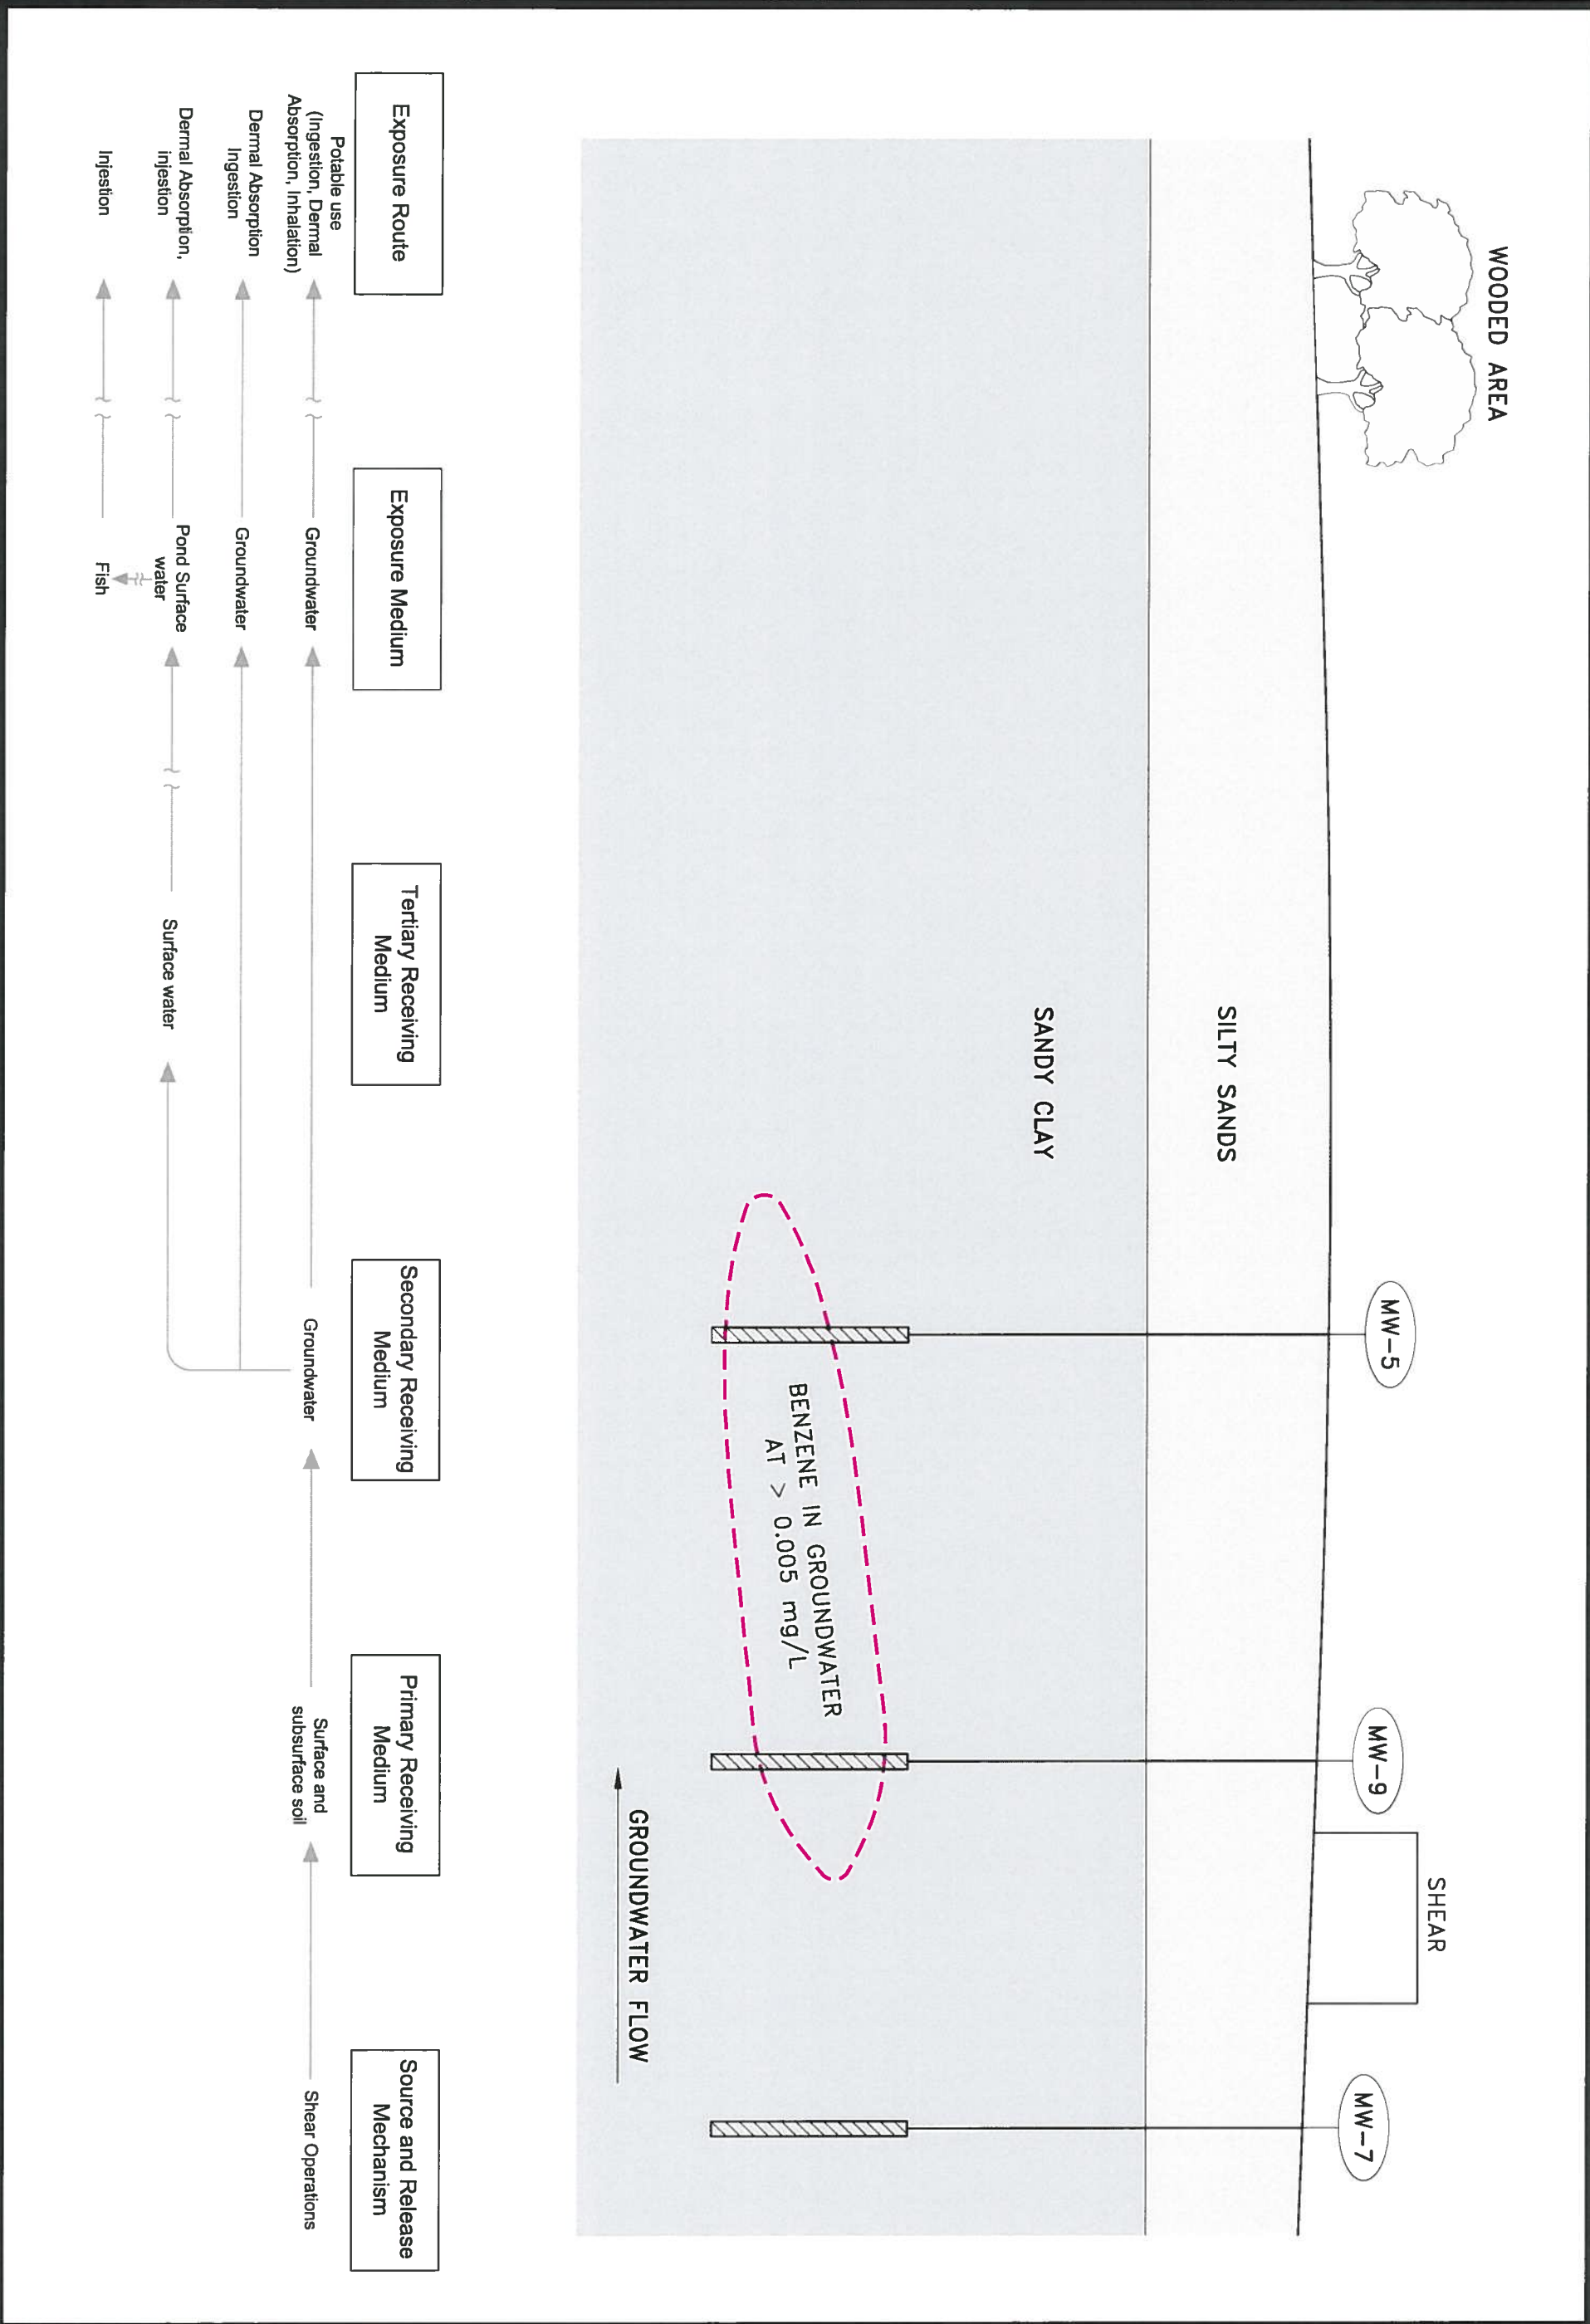 WOODED AREA
MW-5
MW-9
SHEAR
MW-7
SILTY SANDS
SANDY CLAY
BENZENE IN GROUNDWATER
AT > 0.005 mg/L
GROUNDWATER FLOW
Exposure Route
Exposure Medium
Tertiary Receiving
Medium
Secondary Receiving
Medium
Primary Receiving
Medium
Source and Release
Mechanism
Potable use
(Ingestion, Dermal
Absorption, Inhalation)
Groundwater
Groundwater
Surface and
subsurface soil
Shear Operations
Dermal Absorption
Ingestion
Groundwater
Dermal Absorption,
injestion
Pond Surface
water
Surface water
Injestion
Fish